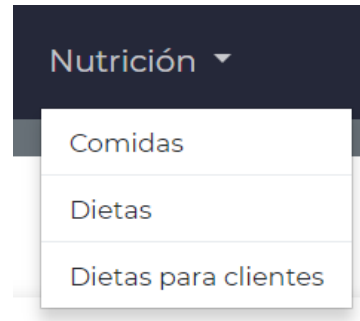 Nutrición
Comidas
Dietas
Dietas para clientes